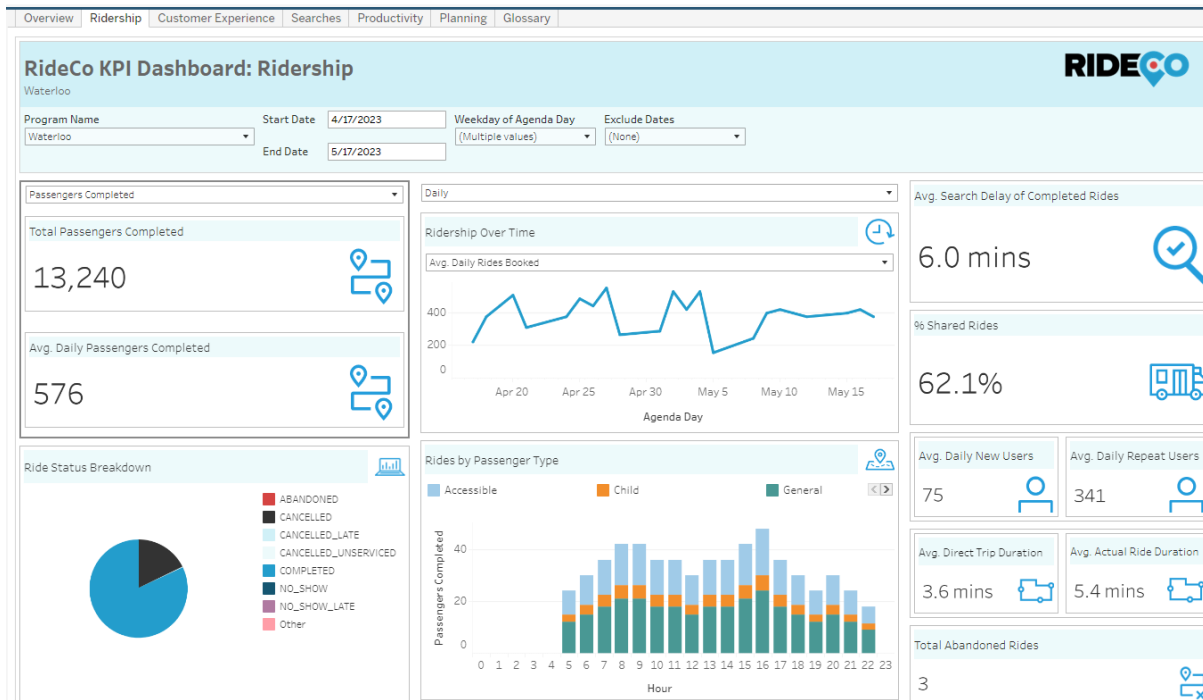 Overview Ridership Customer Experience Searches Productivity Planning Glossary
RideCo KPI Dashboard: Ridership
Waterloo
RIDECO
Program Name
Waterloo
Start Date 4/17/2023
End Date 5/17/2023
Weekday of Agenda Day
(Multiple values)
Exclude Dates
(None)
Passengers Completed
Total Passengers Completed
13,240
Avg. Daily Passengers Completed
576
Ride Status Breakdown
ABANDONED
CANCELLED
CANCELLED_LATE
CANCELLED_UNSERVICED
COMPLETED
NO_SHOW
NO_SHOW_LATE
Other
Daily
Ridership Over Time
Avg. Daily Rides Booked
400
200
0
Apr 20 Apr 25 Apr 30 May 5 May 10 May 15
Agenda Day
Rides by Passenger Type
Accessible Child General
Passengers Completed
40
20
0
0 1 2 3 4 5 6 7 8 9 10 11 12 13 14 15 16 17 18 19 20 21 22 23
Hour
Avg. Search Delay of Completed Rides
6.0 mins
% Shared Rides
62.1%
Avg. Daily New Users
75
Avg. Daily Repeat Users
341
Avg. Direct Trip Duration
3.6 mins
Avg. Actual Ride Duration
5.4 mins
Total Abandoned Rides
3